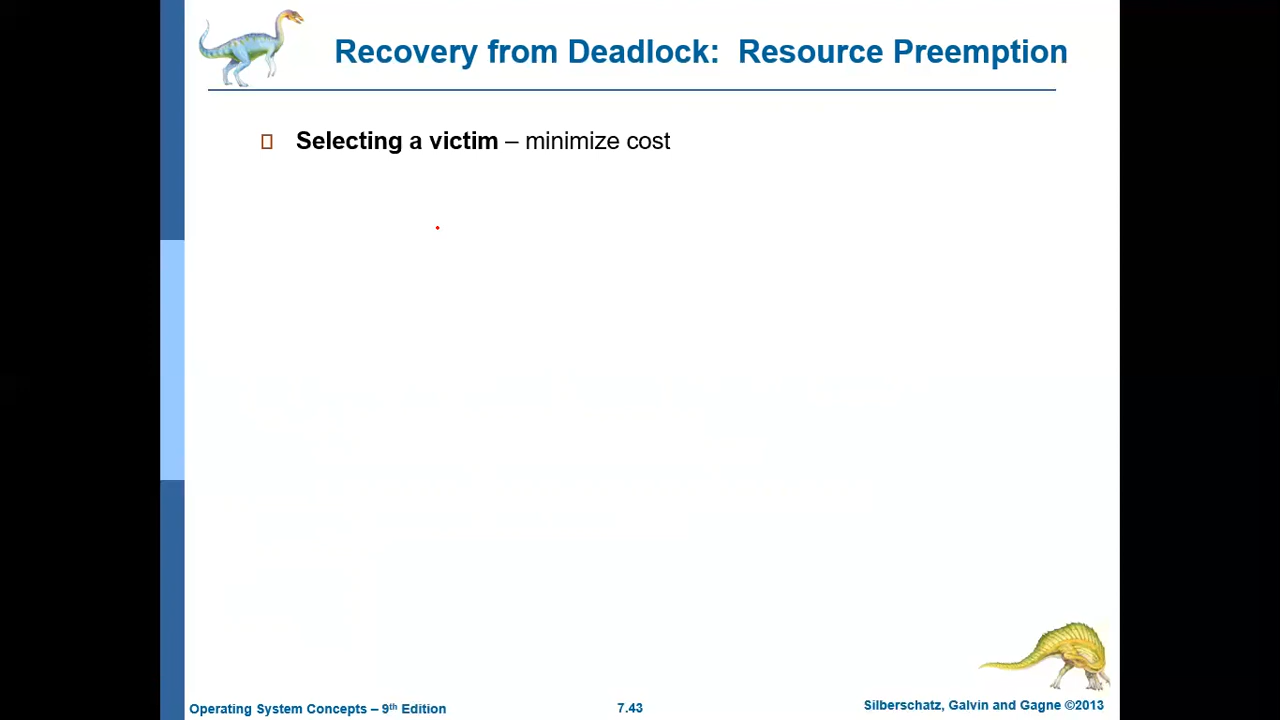 Recovery from Deadlock: Resource Preemption
Selecting a victim – minimize cost
Operating System Concepts – 9th Edition
7.43
Silberschatz, Galvin and Gagne ©2013